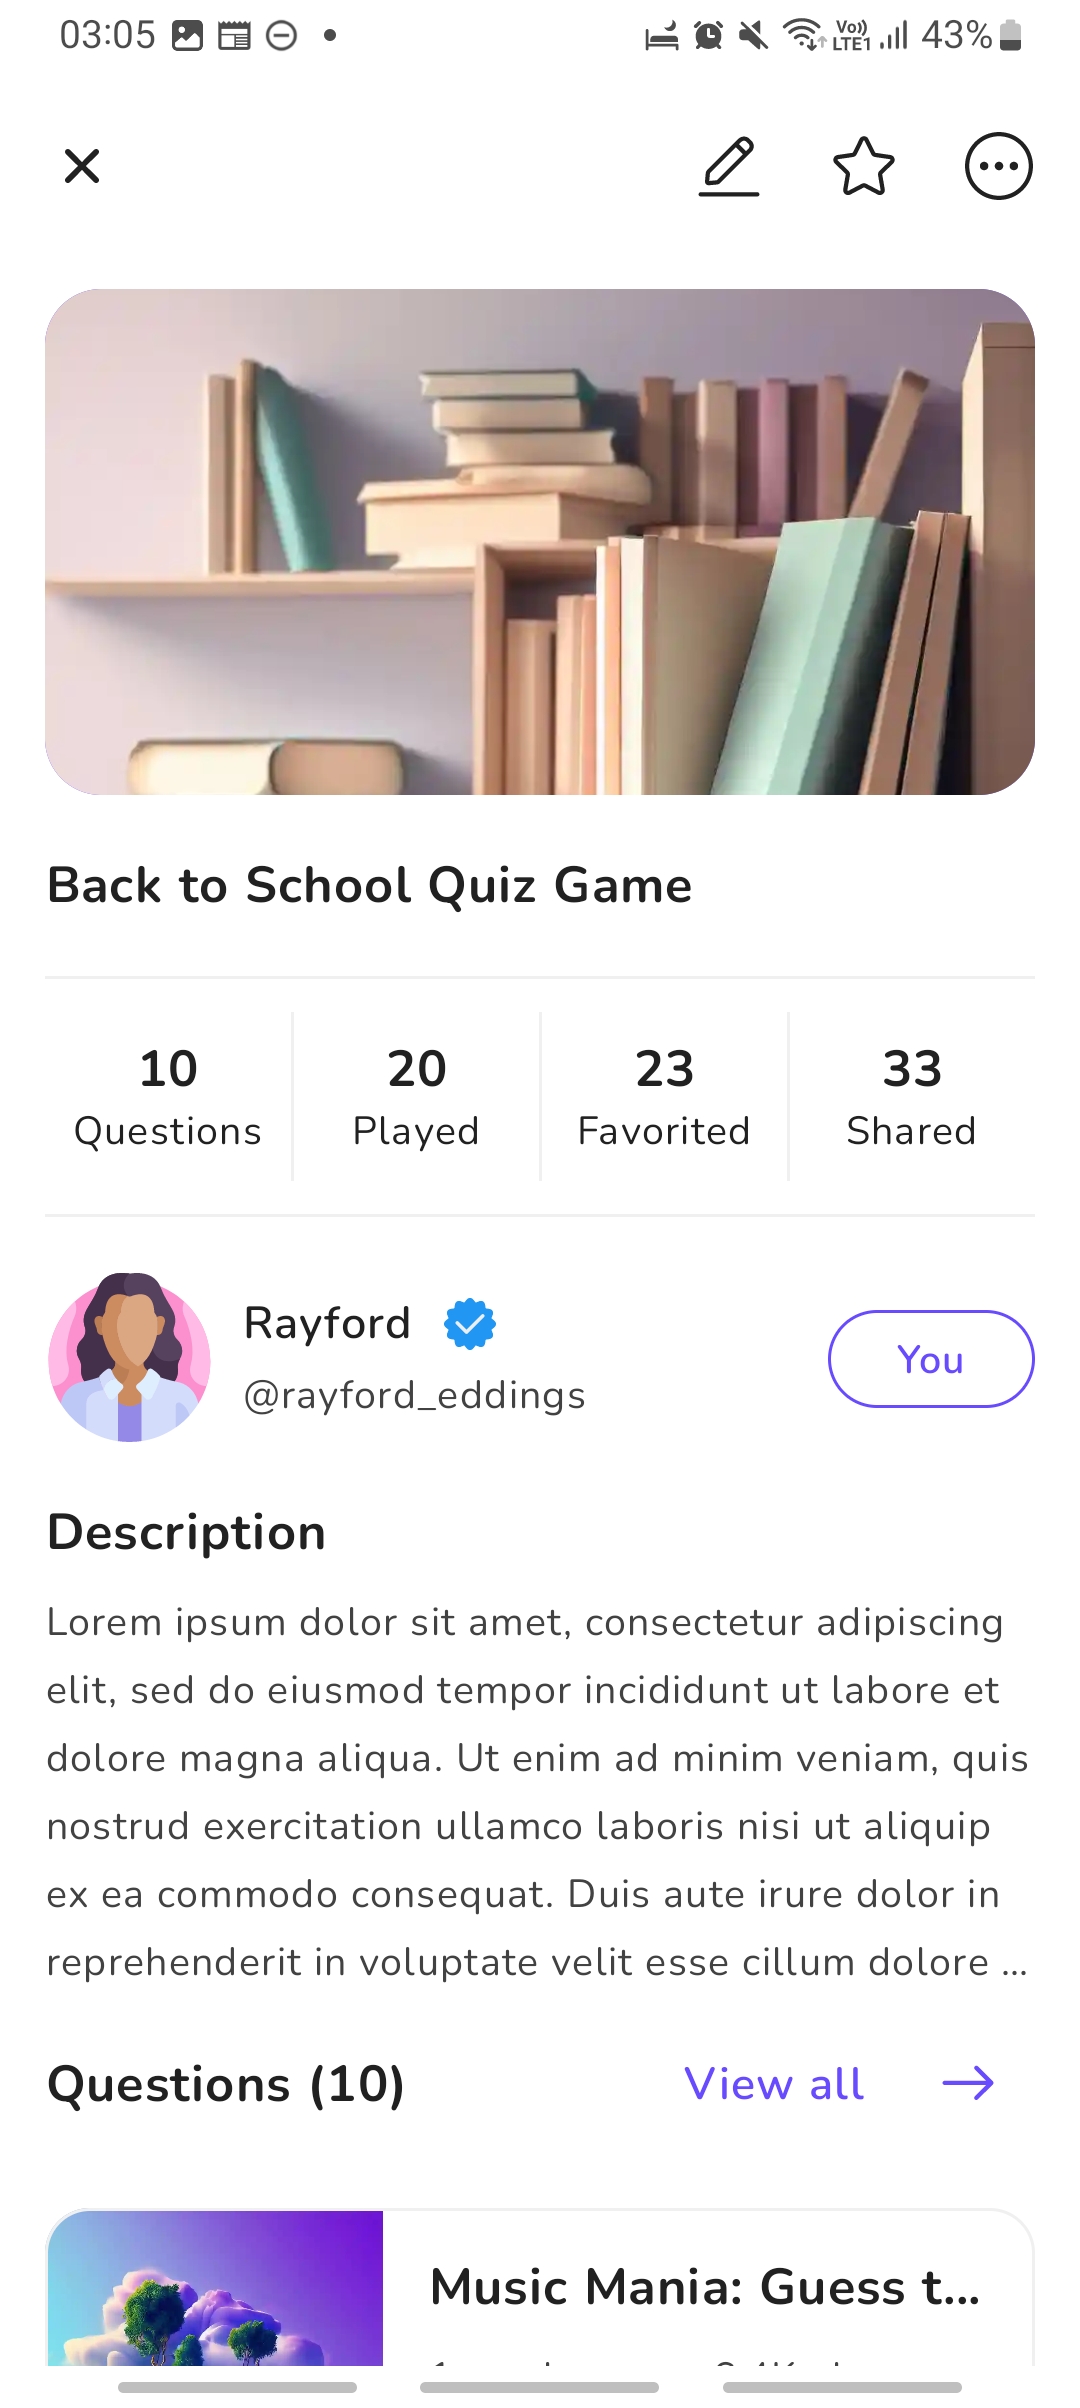 03:05
Vo)) LTE1 43%
Back to School Quiz Game
10 20 23 33
Questions Played Favorited Shared
Rayford
@rayford_eddings
You
Description
Lorem ipsum dolor sit amet, consectetur adipiscing
elit, sed do eiusmod tempor incididunt ut labore et
dolore magna aliqua. Ut enim ad minim veniam, quis
nostrud exercitation ullamco laboris nisi ut aliquip
ex ea commodo consequat. Duis aute irure dolor in
reprehenderit in voluptate velit esse cillum dolore ...
Questions (10) View all
Music Mania: Guess t...